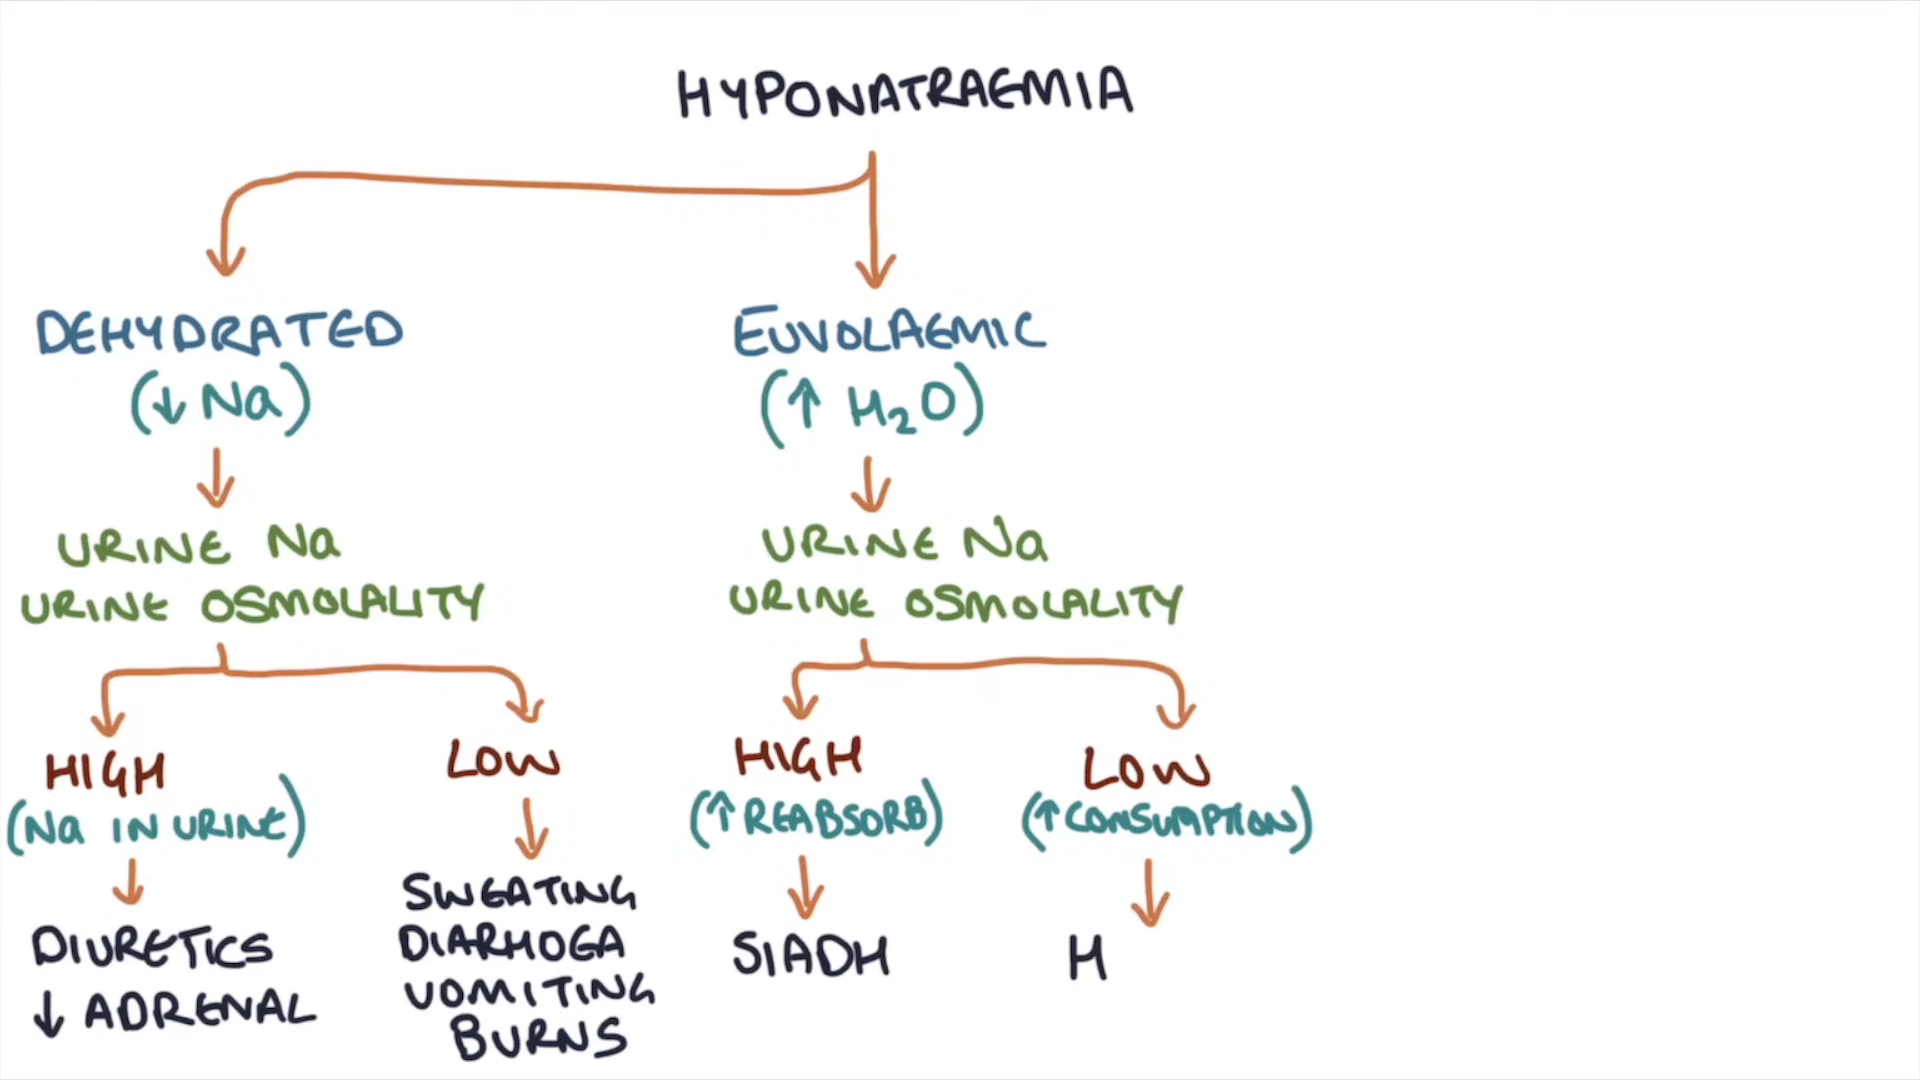 HYPONATRAEMIA
DEHYDRATED
(↓ Na)
URINE Na
URINE OSMOLALITY
HIGH
(Na IN URINE)
DIURETICS
↓ ADRENAL
LOW
SWEATING
DIARHOEA
VOMITING
BURNS
EUVOLAEMIC
(↑ H₂O)
URINE Na
URINE OSMOLALITY
HIGH
(↑ REABSORB)
SIADH
LOW
(↑ CONSUMPTION)
H